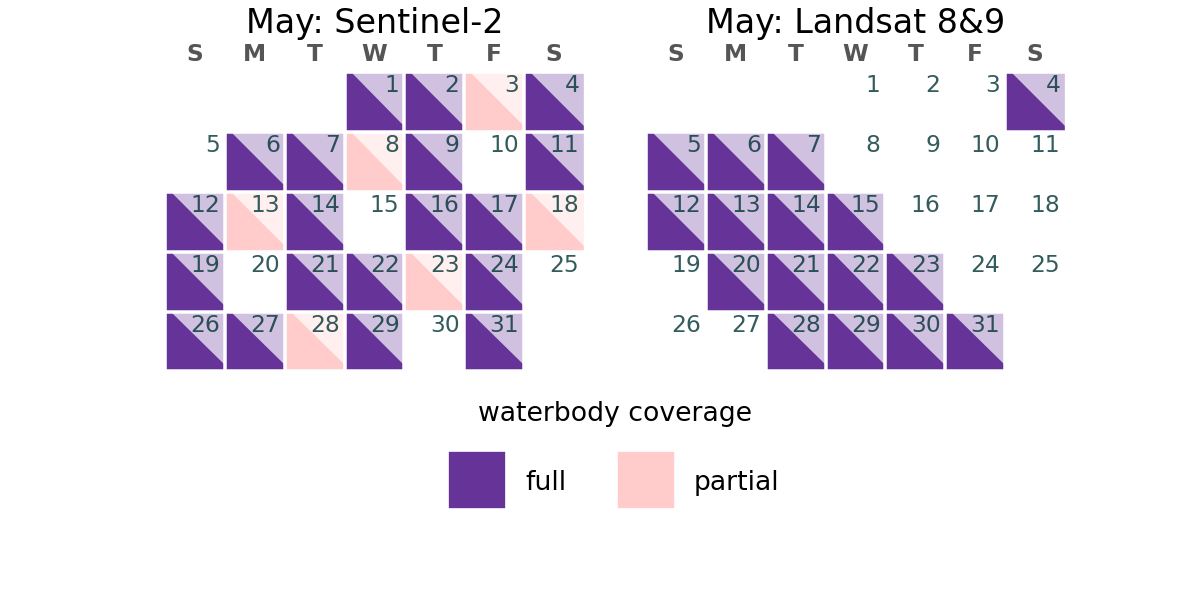 May: Sentinel-2
S M T W T F S
1 2 3 4
5 6 7 8 9 10 11
12 13 14 15 16 17 18
19 20 21 22 23 24 25
26 27 28 29 30 31
May: Landsat 8&9
S M T W T F S
1 2 3 4
5 6 7 8 9 10 11
12 13 14 15 16 17 18
19 20 21 22 23 24 25
26 27 28 29 30 31
waterbody coverage
full partial